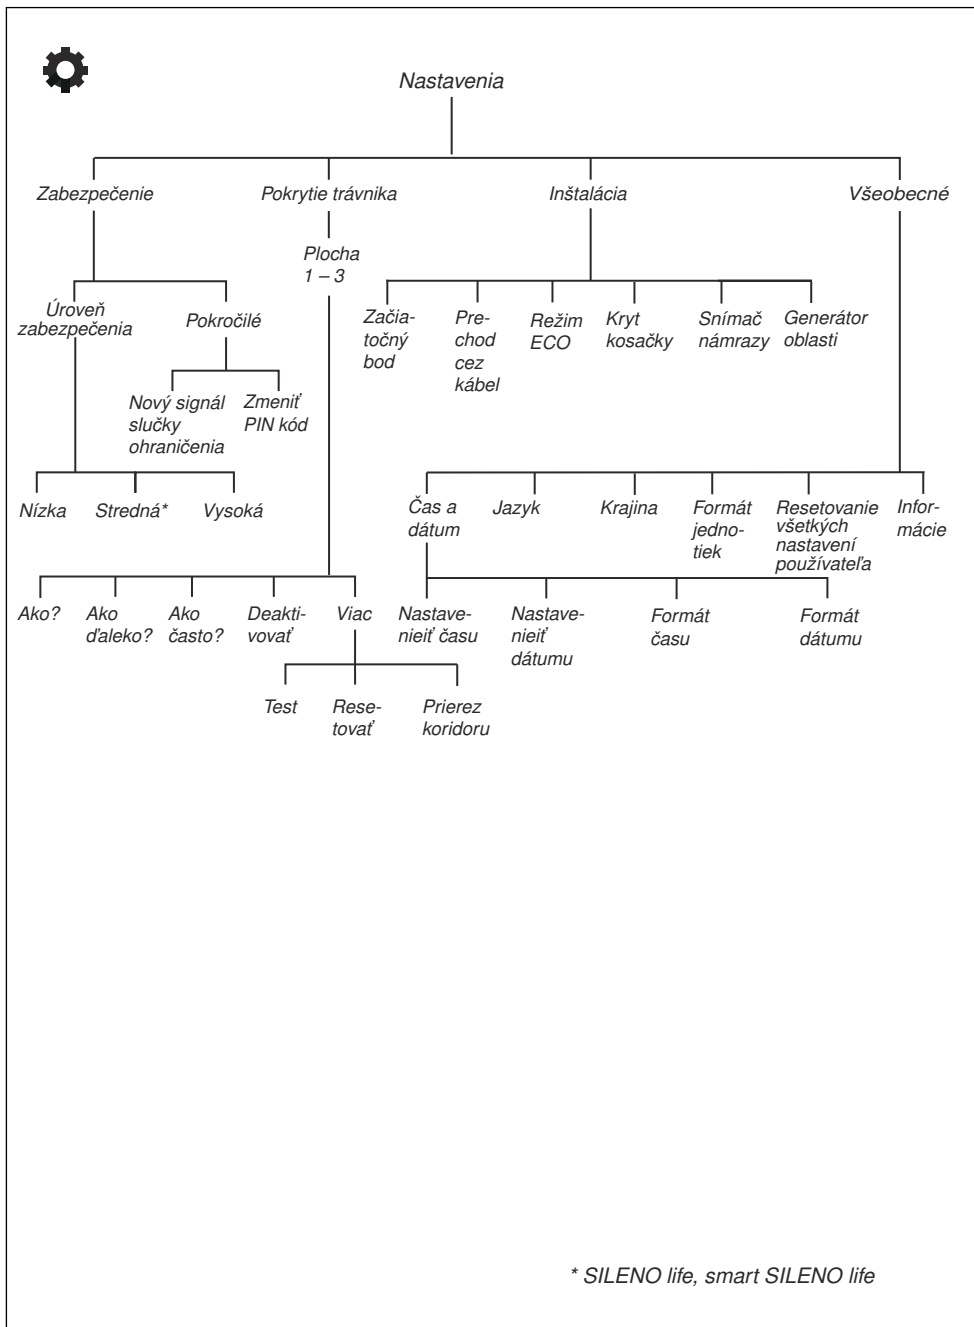 Nastavenia
Zabezpečenie
Pokrytie trávnika
Inštalácia
Všeobecné
Plocha
1 – 3
Úroveň
zabezpečenia
Pokročilé
Začia-
točný
bod
Pre-
chod
cez
kábel
Režim
ECO
Kryt
kosačky
Snímač
námrazy
Generátor
oblasti
Nový signál
slučky
ohraničenia
Zmeniť
PIN kód
Nízka
Stredná*
Vysoká
Čas a
dátum
Jazyk
Krajina
Formát
jedno-
tiek
Resetovanie
všetkých
nastavení
používateľa
Infor-
mácie
Ako?
Ako
ďaleko?
Ako
často?
Deakti-
vovať
Viac
Nastave-
nieiť času
Nastave-
nieiť
dátumu
Formát
času
Formát
dátumu
Test
Rese-
tovať
Prierez
koridoru
* SILENO life, smart SILENO life